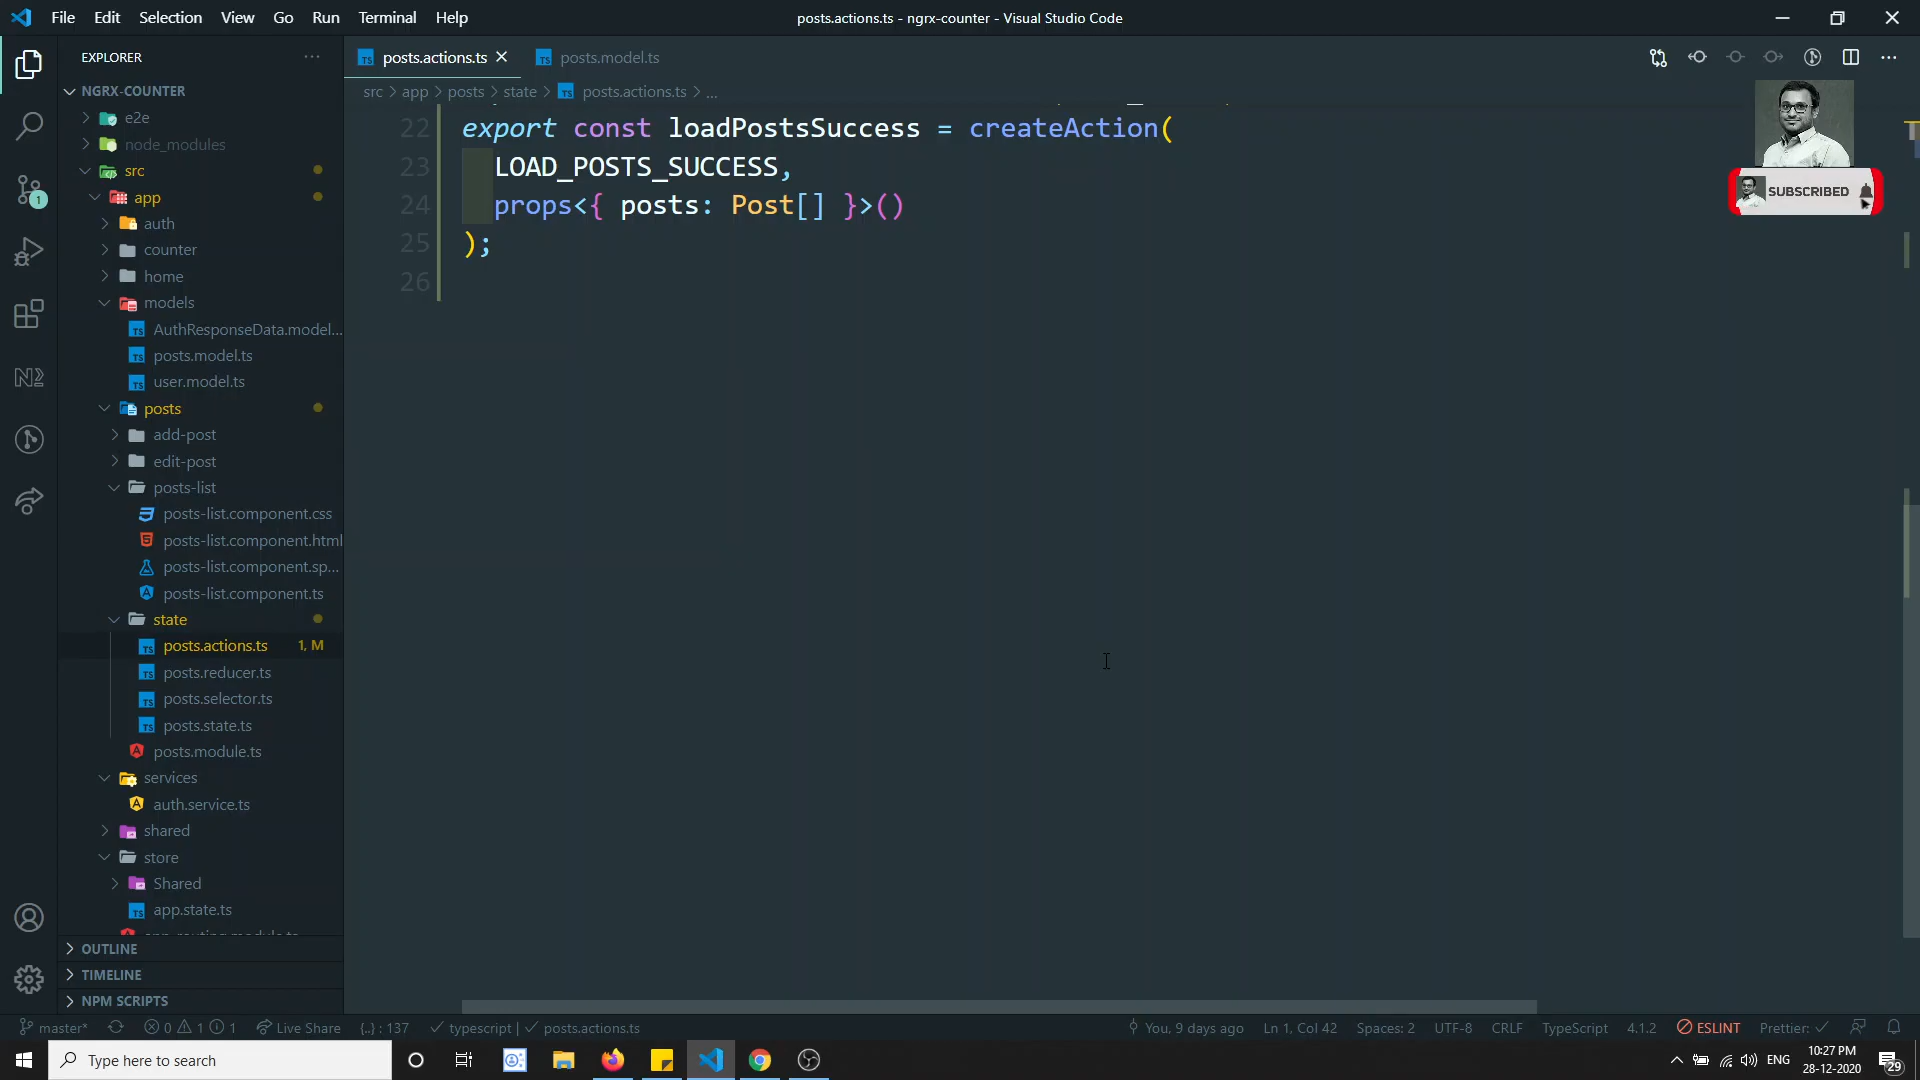 File Edit Selection View Go Run Terminal Help
posts.actions.ts - ngrx-counter - Visual Studio Code
EXPLORER
NGRX-COUNTER
e2e
node_modules
src
app
auth
counter
home
models
AuthResponseData.model...
posts.model.ts
user.model.ts
posts
add-post
edit-post
posts-list
posts-list.component.css
posts-list.component.html
posts-list.component.sp...
posts-list.component.ts
state
posts.actions.ts 1, M
posts.reducer.ts
posts.selector.ts
posts.state.ts
posts.module.ts
services
auth.service.ts
shared
store
Shared
app.state.ts
OUTLINE
TIMELINE
NPM SCRIPTS
posts.actions.ts posts.model.ts
src > app > posts > state > posts.actions.ts > ...
22 export const loadPostsSuccess = createAction(
23 LOAD_POSTS_SUCCESS,
24 props<{ posts: Post[] }>()
25 );
26
SUBSCRIBED
master* 0 1 1 Live Share {..} : 137 typescript | posts.actions.ts
You, 9 days ago Ln 1, Col 42 Spaces: 2 UTF-8 CRLF TypeScript 4.1.2 ESLINT Prettier:
Type here to search
ENG 10:27 PM
28-12-2020
29